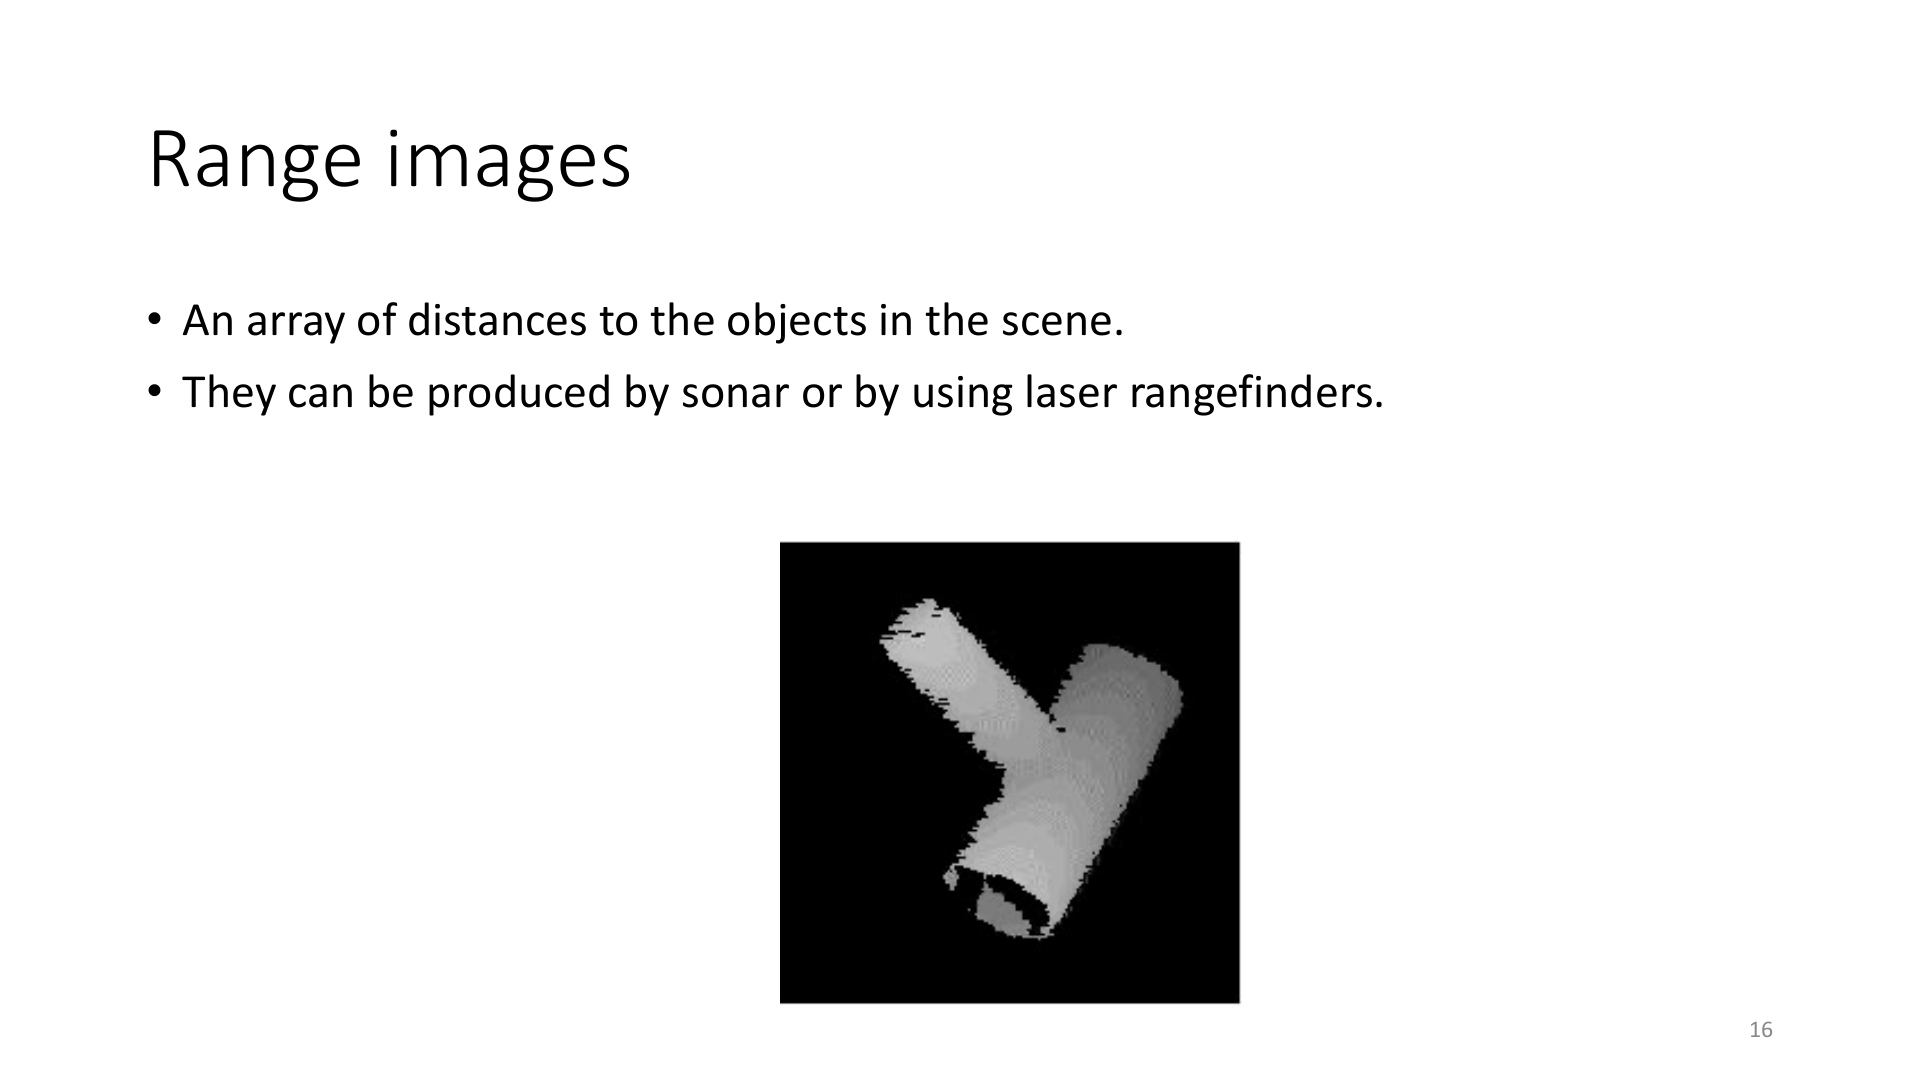 Range images
• An array of distances to the objects in the scene.
• They can be produced by sonar or by using laser rangefinders.
16